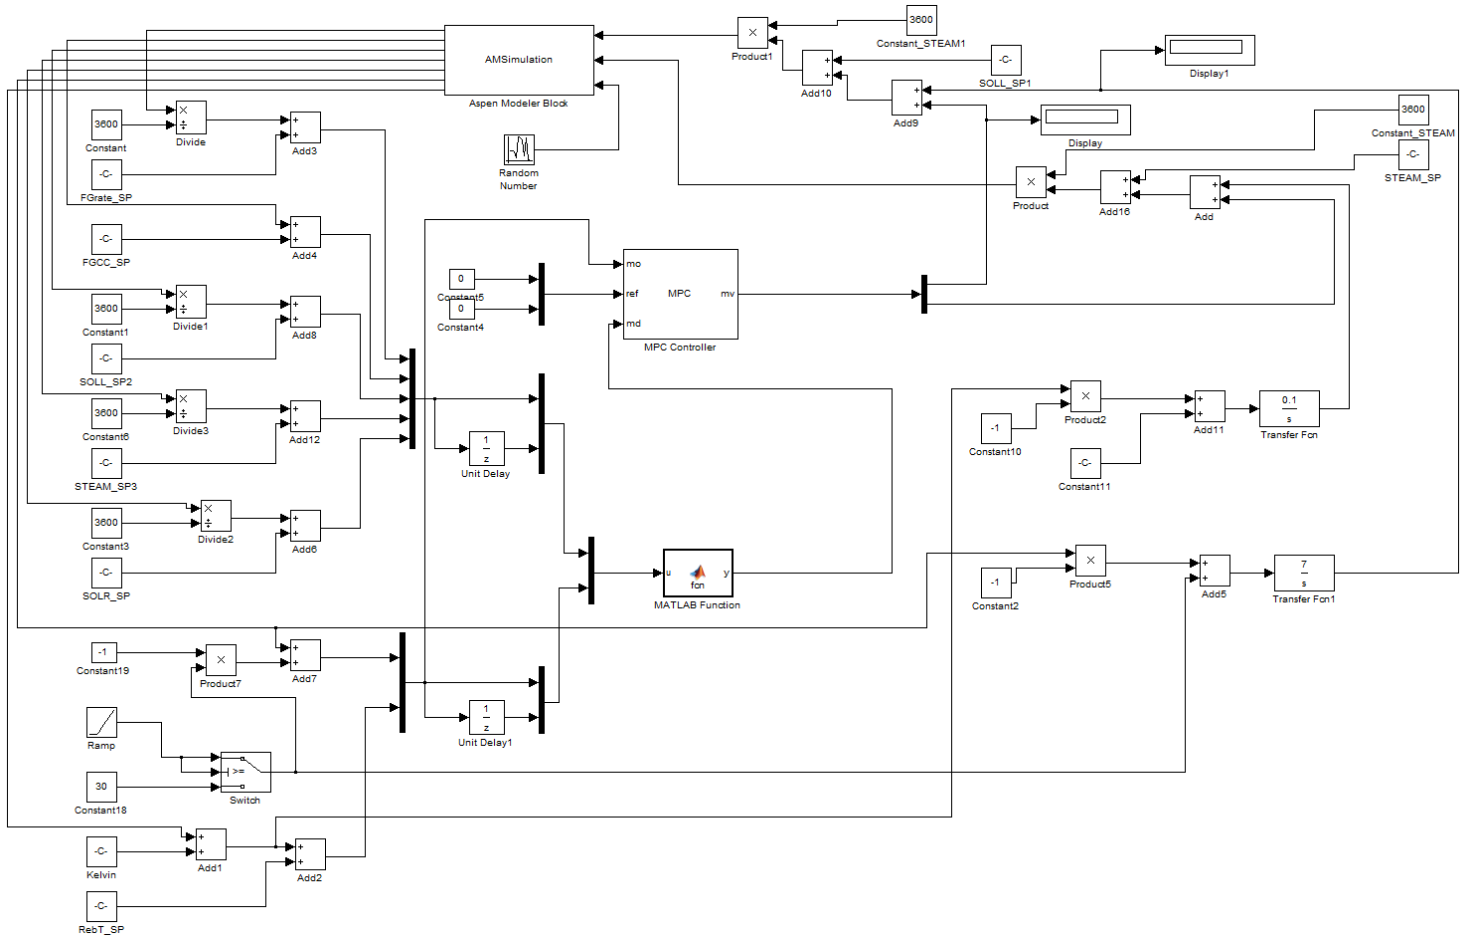 AMSimulation
Aspen Modeler Block
×
Product1
3600
Constant_STEAM1
+
+
Add10
-C-
SOLL_SP1
+
+
Add9
Display1
Display
3600
Constant_STEAM
-C-
STEAM_SP
×
Product
+
+
Add16
+
+
Add
Random
Number
3600
Constant
×
÷
Divide
+
+
Add3
-C-
FGrate_SP
+
+
Add4
-C-
FGCC_SP
3600
Constant1
×
÷
Divide1
+
+
Add8
-C-
SOLL_SP2
3600
Constant6
×
÷
Divide3
+
+
Add12
-C-
STEAM_SP3
3600
Constant3
×
÷
Divide2
+
+
Add6
-C-
SOLR_SP
0
Constant5
0
Constant4
mo
ref
md
MPC
mv
MPC Controller
1
z
Unit Delay
u
fcn
y
MATLAB Function
×
Product2
-1
Constant10
+
+
Add11
-C-
Constant11
0.1
s
Transfer Fcn
×
Product5
-1
Constant2
+
+
Add5
7
s
Transfer Fcn1
-1
Constant19
×
Product7
+
+
Add7
1
z
Unit Delay1
Ramp
>=
Switch
30
Constant18
-C-
Kelvin
+
+
Add1
+
+
Add2
-C-
RebT_SP